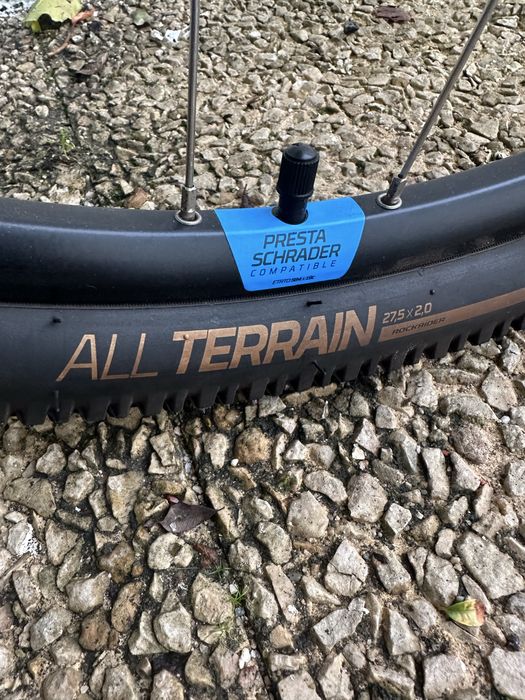 PRESTA
SCHRADER
COMPATIBLE
ALL TERRAIN
27,5 x 2,0
ROCKRIDER